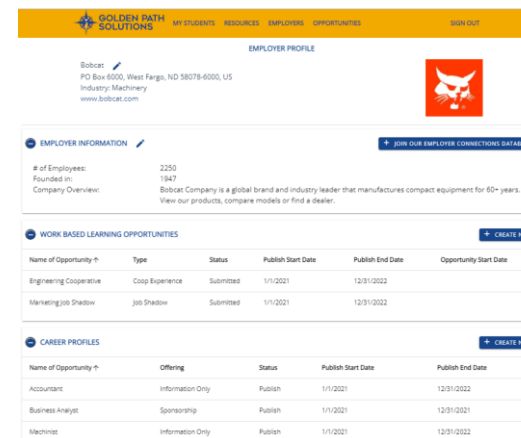 GOLDEN PATH
SOLUTIONS
MY STUDENTS RESOURCES EMPLOYERS OPPORTUNITIES SIGN OUT
EMPLOYER PROFILE
Bobcat
PO Box 6000, West Fargo, ND 58078-6000, US
Industry: Machinery
www.bobcat.com
EMPLOYER INFORMATION + JOIN OUR EMPLOYER CONNECTIONS DATAB
# of Employees: 2250
Founded in: 1947
Company Overview: Bobcat Company is a global brand and industry leader that manufactures compact equipment for 60+ years.
View our products, compare models or find a dealer.
WORK BASED LEARNING OPPORTUNITIES + CREATE N
Name of Opportunity ↑ Type Status Publish Start Date Publish End Date Opportunity Start Date
Engineering Cooperative Coop Experience Submitted 1/1/2021 12/31/2022
Marketing Job Shadow Job Shadow Submitted 1/1/2021 12/31/2022
CAREER PROFILES + CREATE N
Name of Opportunity ↑ Offering Status Publish Start Date Publish End Date
Accountant Information Only Publish 1/1/2021 12/31/2022
Business Analyst Sponsorship Publish 1/1/2021 12/31/2021
Machinist Information Only Publish 1/1/2021 12/31/2022